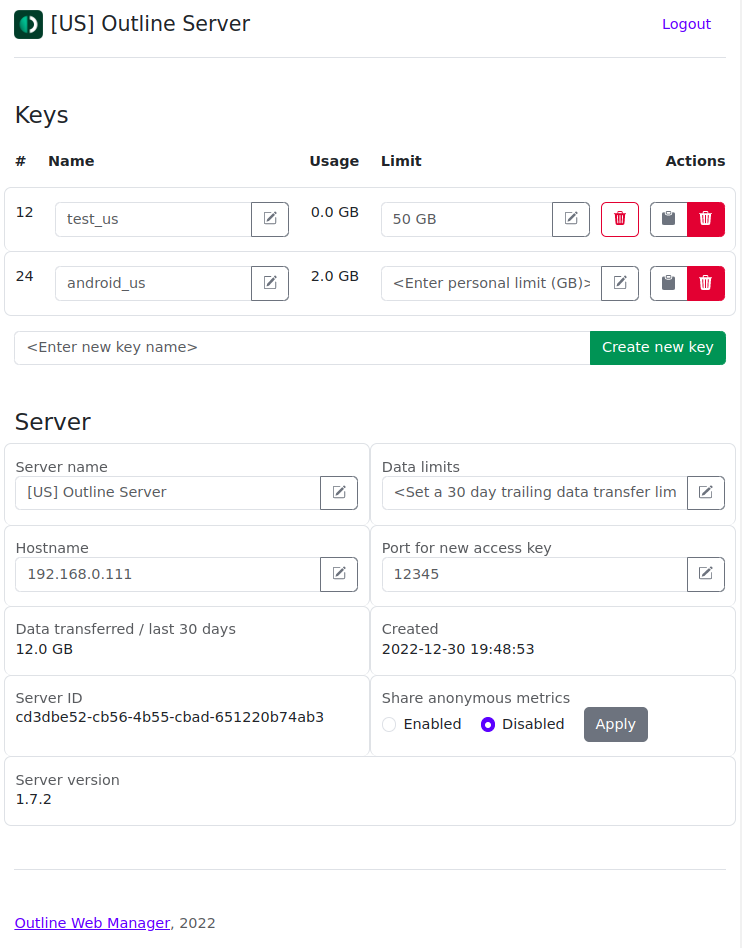 [US] Outline Server
Logout
Keys
# Name Usage Limit Actions
12 test_us 0.0 GB 50 GB
24 android_us 2.0 GB <Enter personal limit (GB)>
<Enter new key name> Create new key
Server
Server name Data limits
[US] Outline Server <Set a 30 day trailing data transfer lim
Hostname Port for new access key
192.168.0.111 12345
Data transferred / last 30 days Created
12.0 GB 2022-12-30 19:48:53
Server ID Share anonymous metrics
cd3dbe52-cb56-4b55-cbad-651220b74ab3 Enabled Disabled Apply
Server version
1.7.2
Outline Web Manager, 2022